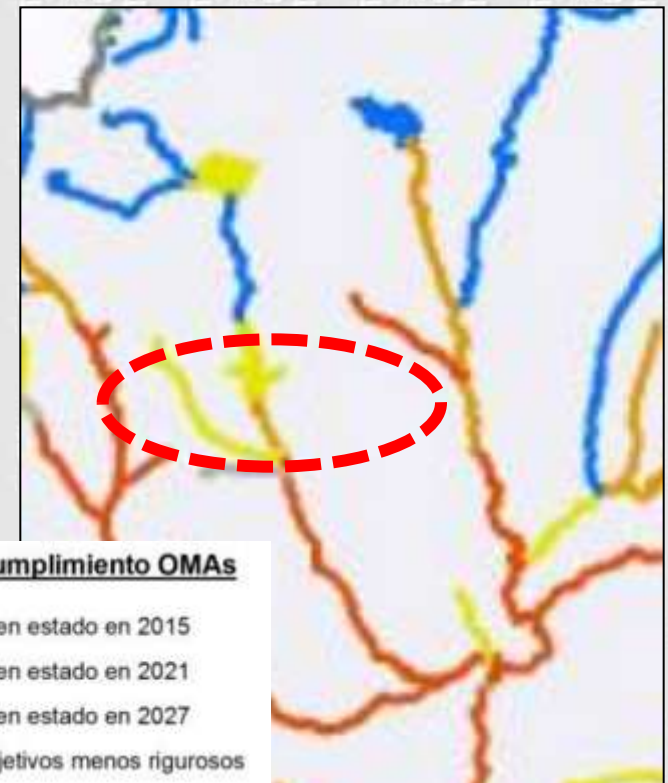 umplimiento OMAs
en estado en 2015
en estado en 2021
en estado en 2027
jetivos menos rigurosos